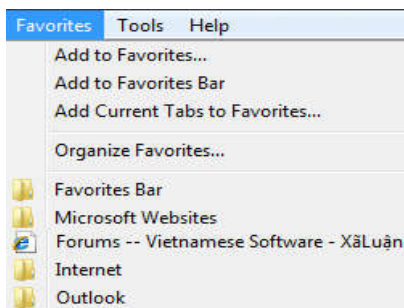 Favorites Tools Help
Add to Favorites...
Add to Favorites Bar
Add Current Tabs to Favorites...
Organize Favorites...
Favorites Bar
Microsoft Websites
Forums -- Vietnamese Software - XãLuận
Internet
Outlook